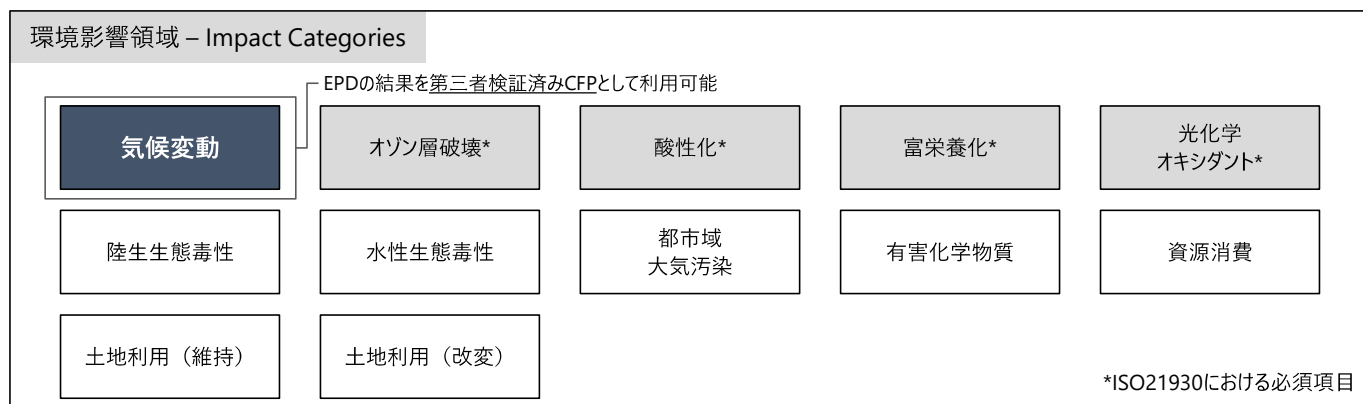 環境影響領域 – Impact Categories
EPDの結果を第三者検証済みCFPとして利用可能
気候変動
オゾン層破壊*
酸性化*
富栄養化*
光化学
オキシダント*
陸生生態毒性
水性生態毒性
都市域
大気汚染
有害化学物質
資源消費
土地利用（維持）
土地利用（改変）
*ISO21930における必須項目